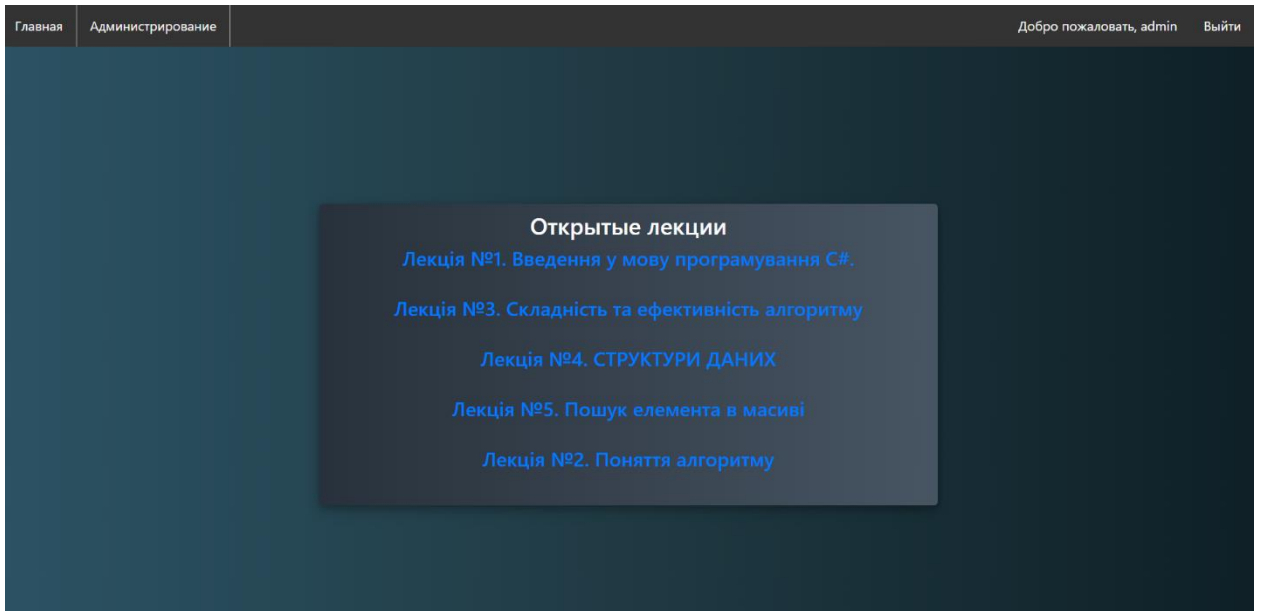 Главная
Администрирование
Добро пожаловать, admin
Выйти
Открытые лекции
Лекція №1. Введення у мову програмування C#.
Лекція №3. Складність та ефективність алгоритму
Лекція №4. СТРУКТУРИ ДАНИХ
Лекція №5. Пошук елемента в масиві
Лекція №2. Поняття алгоритму